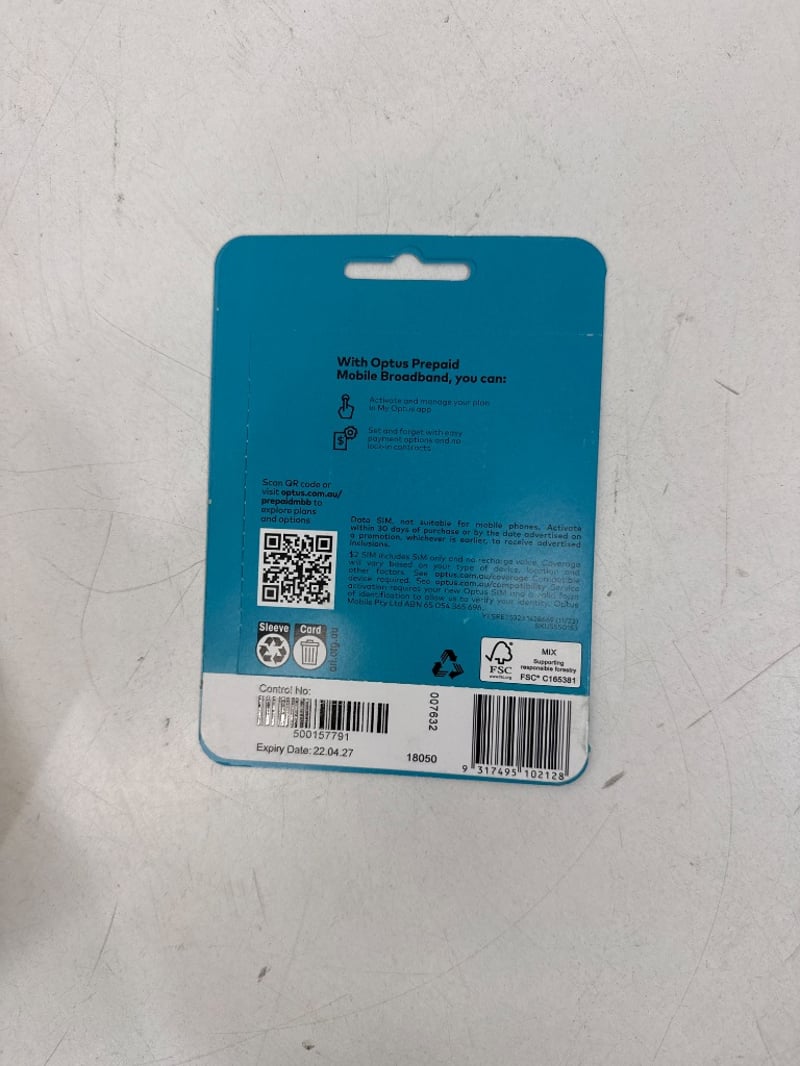 With Optus Prepaid
Mobile Broadband, you can:
Activate and manage your plan
in My Optus app
$
Set and forget with easy
payment options and no
lock-in contracts
Scan QR code or
visit optus.com.au/
prepaidmbb to
explore plans
and options
Data SIM, not suitable for mobile phones. Activate
within 30 days of purchase or by the date advertised on
a promotion, whichever is earlier, to receive advertised
inclusions.
$2 SIM includes SIM only and no recharge value. Coverage
will vary based on your type of device, location and
other factors. See optus.com.au/coverage Compatible
device required. See optus.com.au/compatibility Service
activation requires your new Optus SIM and a valid form
of identification to allow us to verify your identity. Optus
Mobile Pty Ltd ABN 65 054 365 696.
Sleeve
Card
arl.org.au
FSC
www.fsc.org
MIX
Supporting
responsible forestry
FSC® C165381
Control No:
500157791
Expiry Date: 22.04.27
007632
18050
9 317495 102128